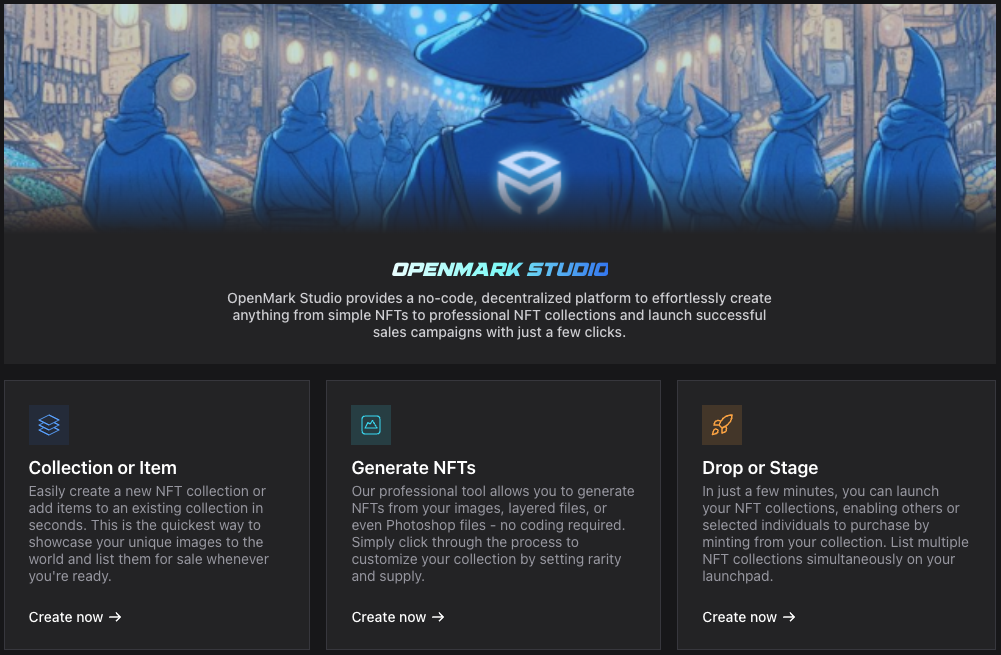 OPENMARK STUDIO
OpenMark Studio provides a no-code, decentralized platform to effortlessly create
anything from simple NFTs to professional NFT collections and launch successful
sales campaigns with just a few clicks.
Collection or Item
Easily create a new NFT collection or
add items to an existing collection in
seconds. This is the quickest way to
showcase your unique images to the
world and list them for sale whenever
you're ready.
Create now →
Generate NFTs
Our professional tool allows you to generate
NFTs from your images, layered files, or
even Photoshop files - no coding required.
Simply click through the process to
customize your collection by setting rarity
and supply.
Create now →
Drop or Stage
In just a few minutes, you can launch
your NFT collections, enabling others or
selected individuals to purchase by
minting from your collection. List multiple
NFT collections simultaneously on your
launchpad.
Create now →